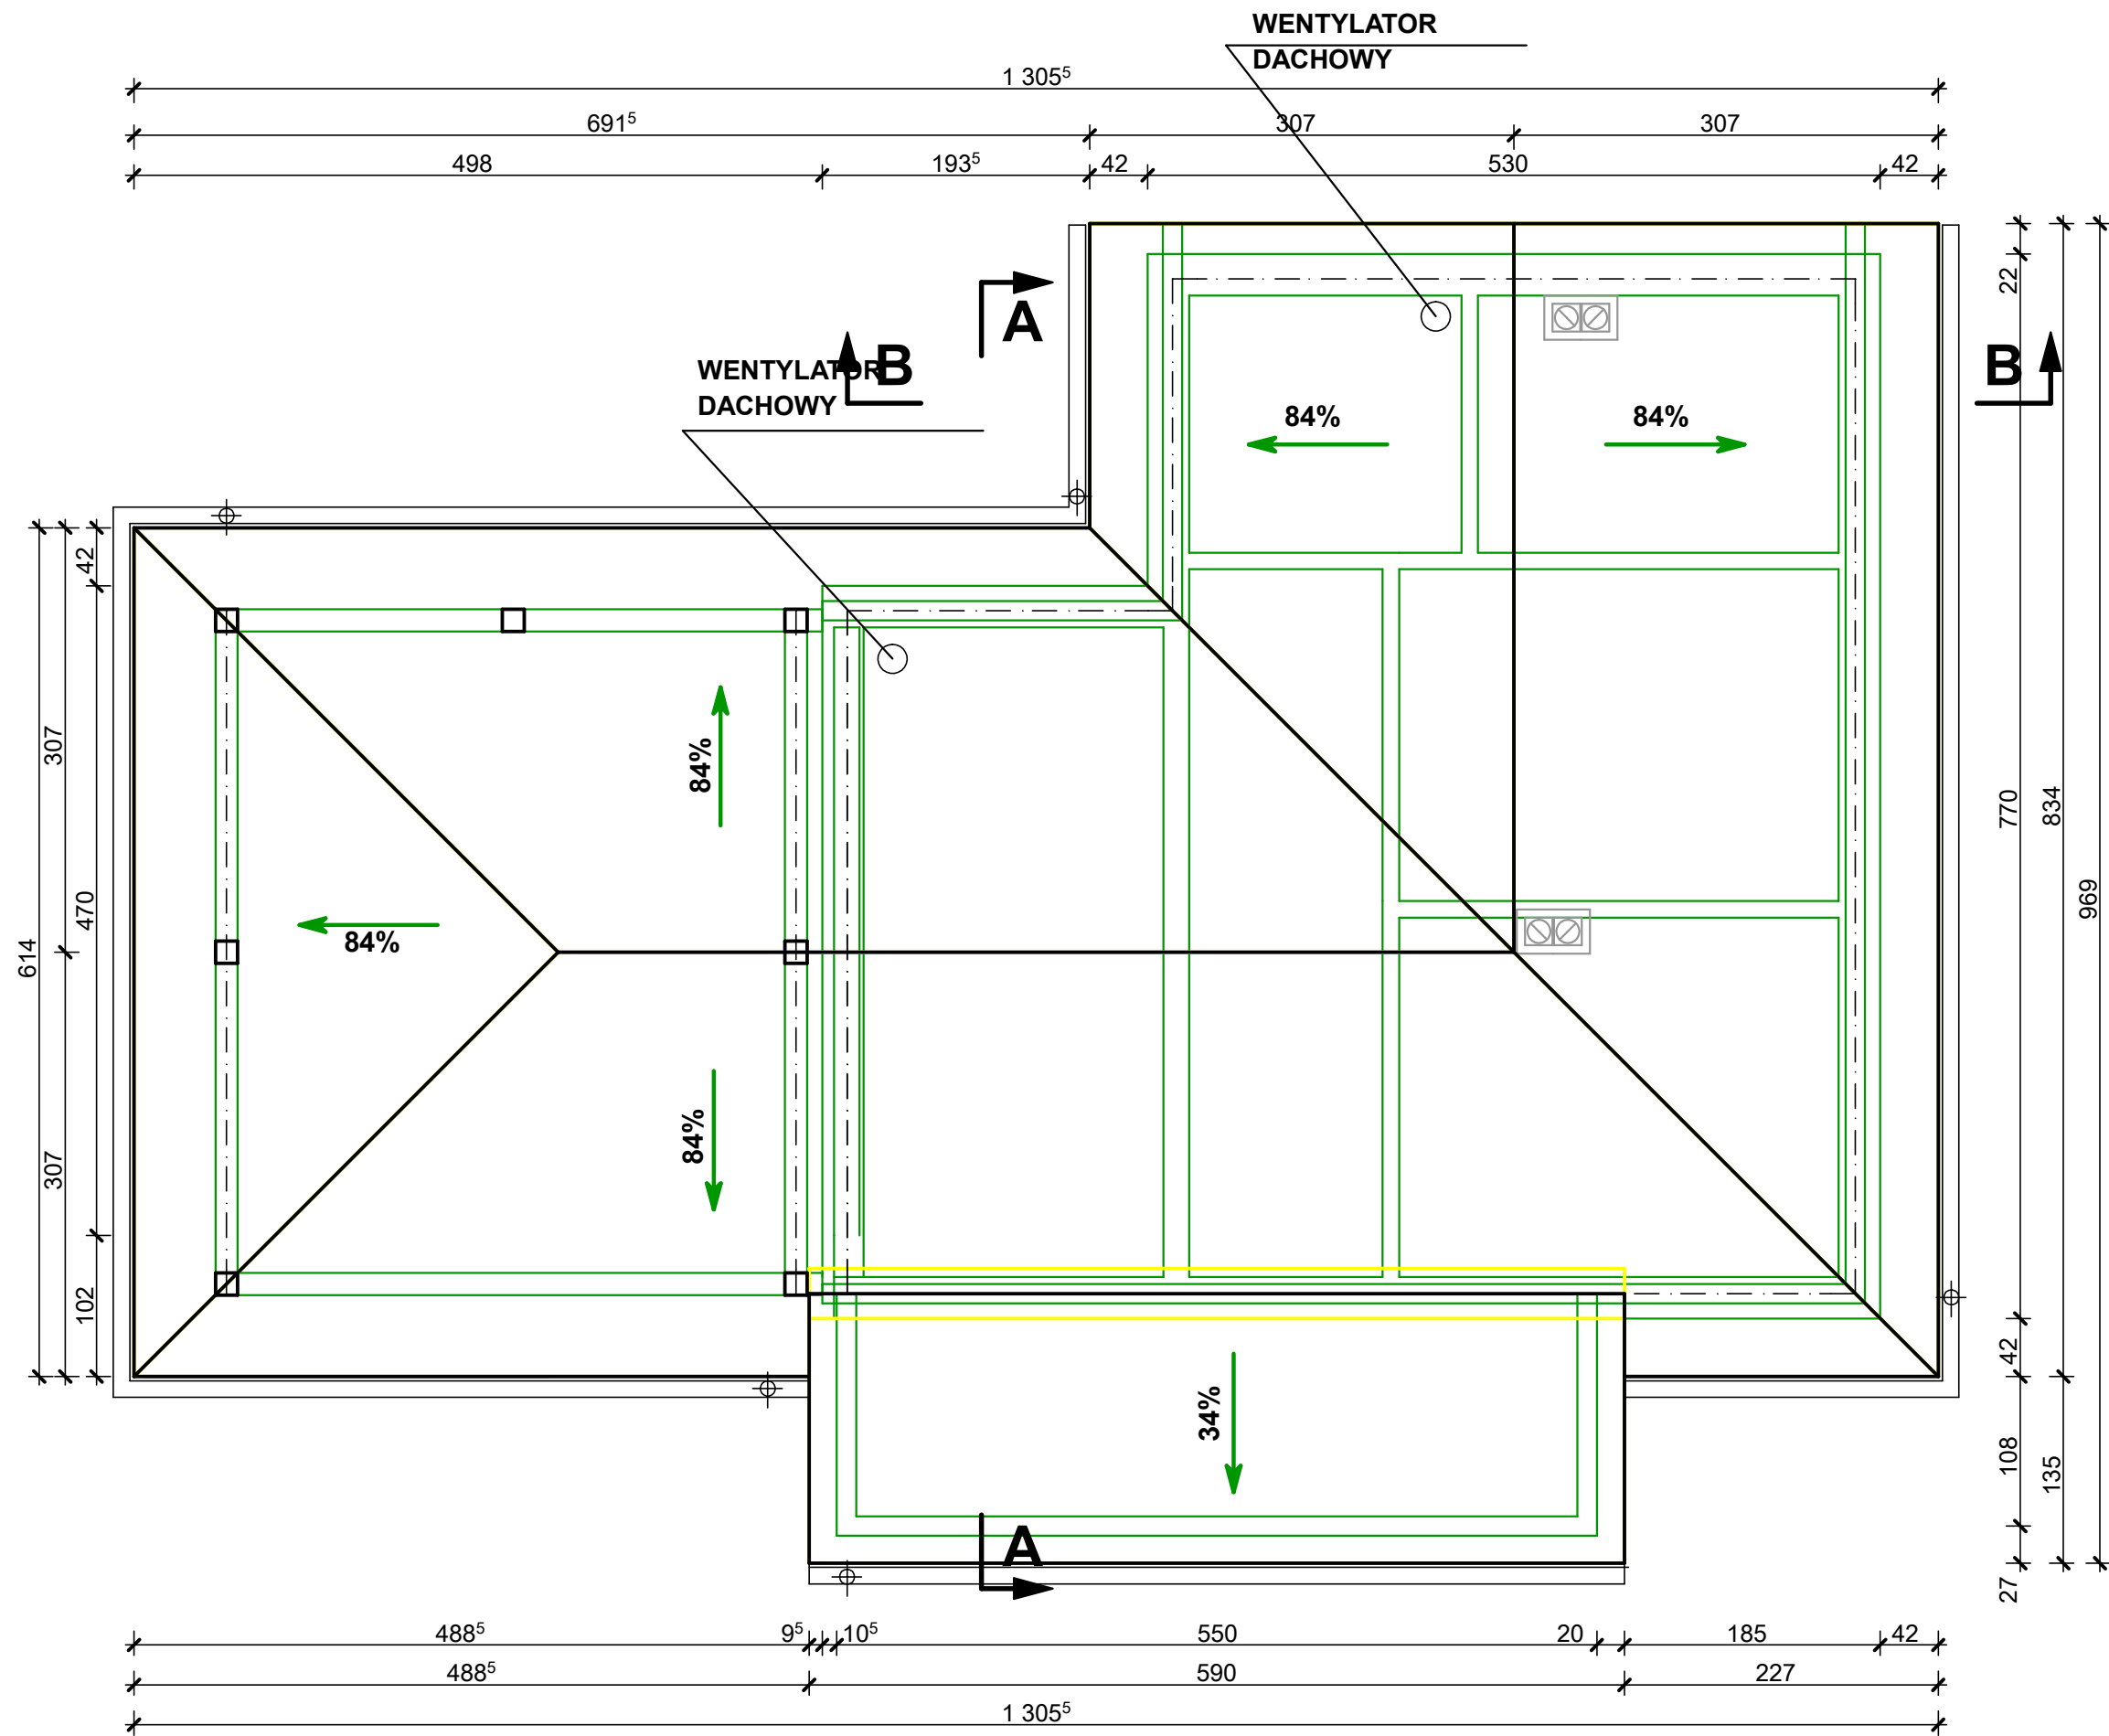 WENTYLATOR
DACHOWY
1 305⁵
691⁵ 307 307
498 193⁵ 42 530 42
A
B
B
WENTYLATOR
DACHOWY
84% 84%
22
42
307
470
614
307
102
84%
84%
84%
34%
770
834
969
42
108
135
27
A
488⁵ 9⁵ 10⁵ 550 20 185 42
488⁵ 590 227
1 305⁵